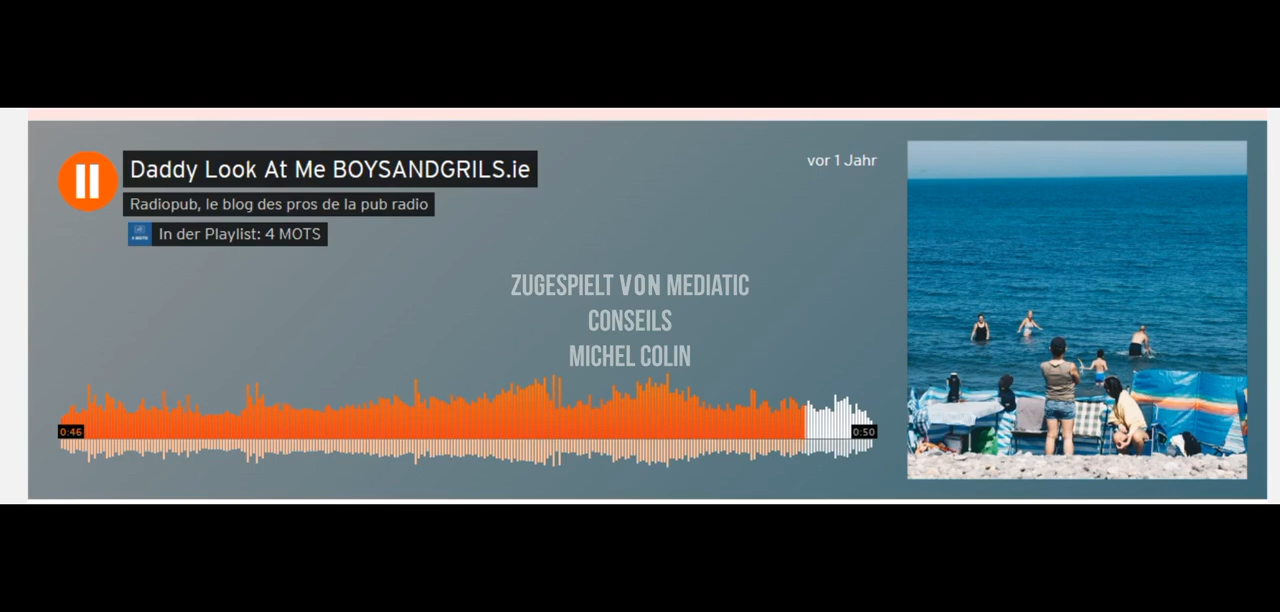 Daddy Look At Me BOYSANDGRILS.ie
vor 1 Jahr
Radiopub, le blog des pros de la pub radio
In der Playlist: 4 MOTS
ZUGESPIELT VON MEDIATIC
CONSEILS
MICHEL COLIN
0:46
0:50